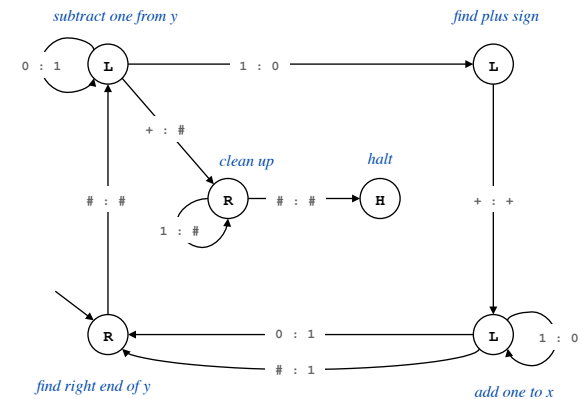 subtract one from y
find plus sign
0 : 1
L
1 : 0
L
+ : #
clean up
halt
# : #
R
# : #
H
+ : +
1 : #
R
0 : 1
L
1 : 0
# : 1
find right end of y
add one to x